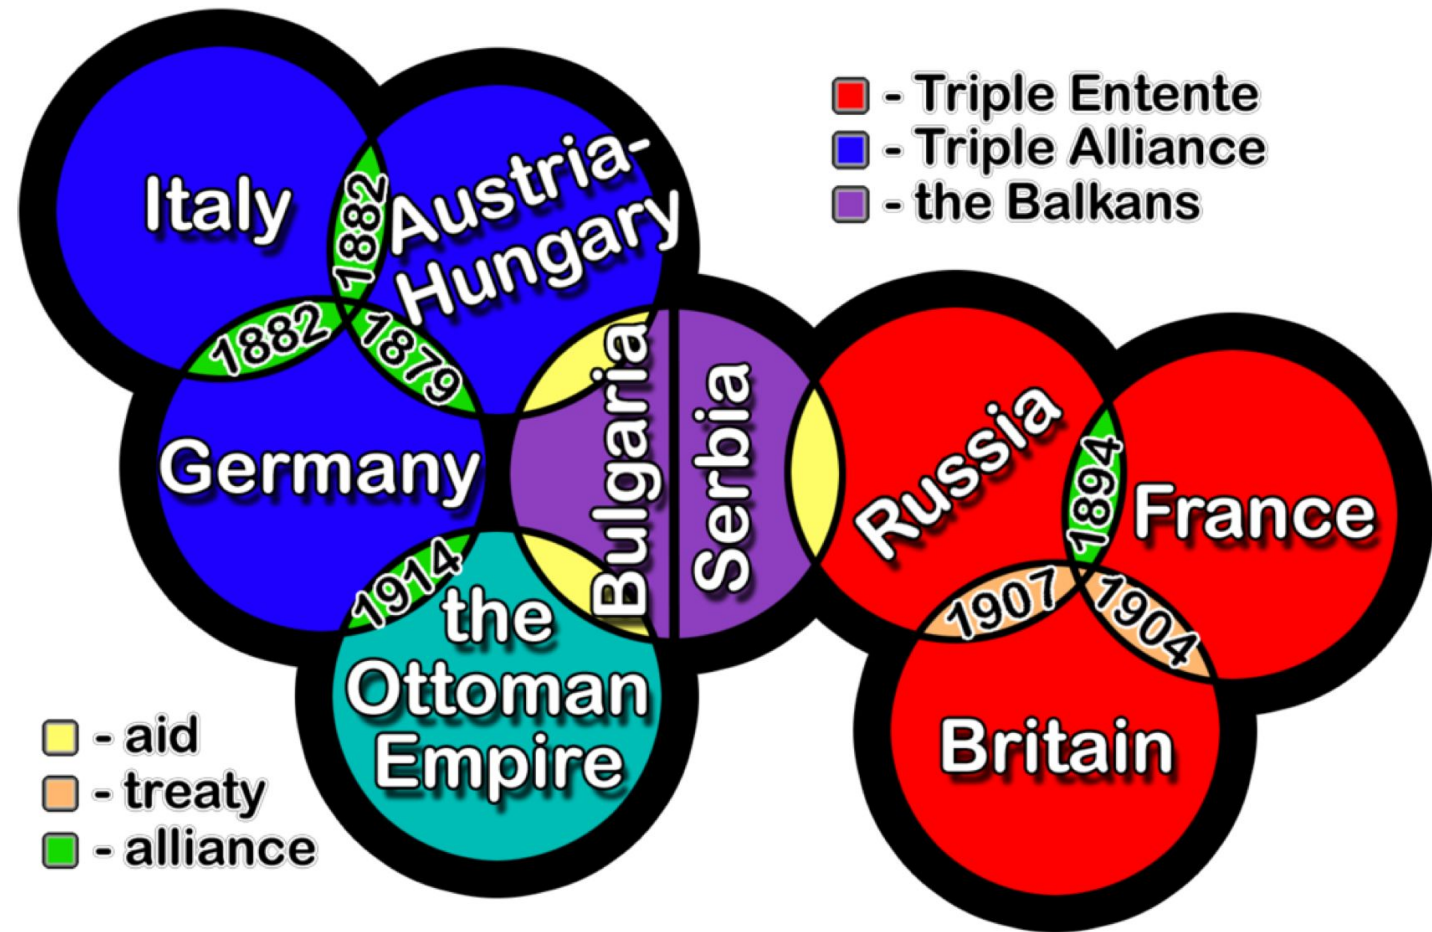 Italy
1882
Austria-
Hungary
1882
1879
Germany
1914
the
Ottoman
Empire
Bulgaria
Serbia
Russia
1894
France
1907
1904
Britain
- Triple Entente
- Triple Alliance
- the Balkans
- aid
- treaty
- alliance